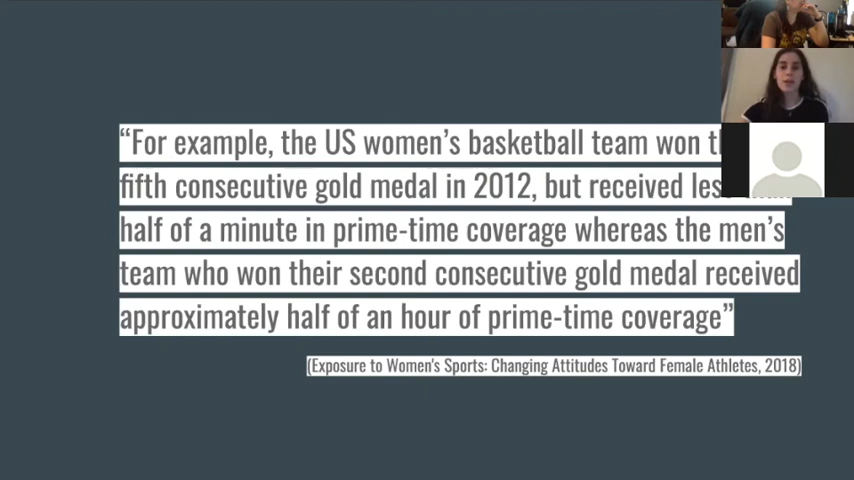 “For example, the US women’s basketball team won
fifth consecutive gold medal in 2012, but received
half of a minute in prime-time coverage whereas the men’s
team who won their second consecutive gold medal received
approximately half of an hour of prime-time coverage”
(Exposure to Women's Sports: Changing Attitudes Toward Female Athletes, 2018)